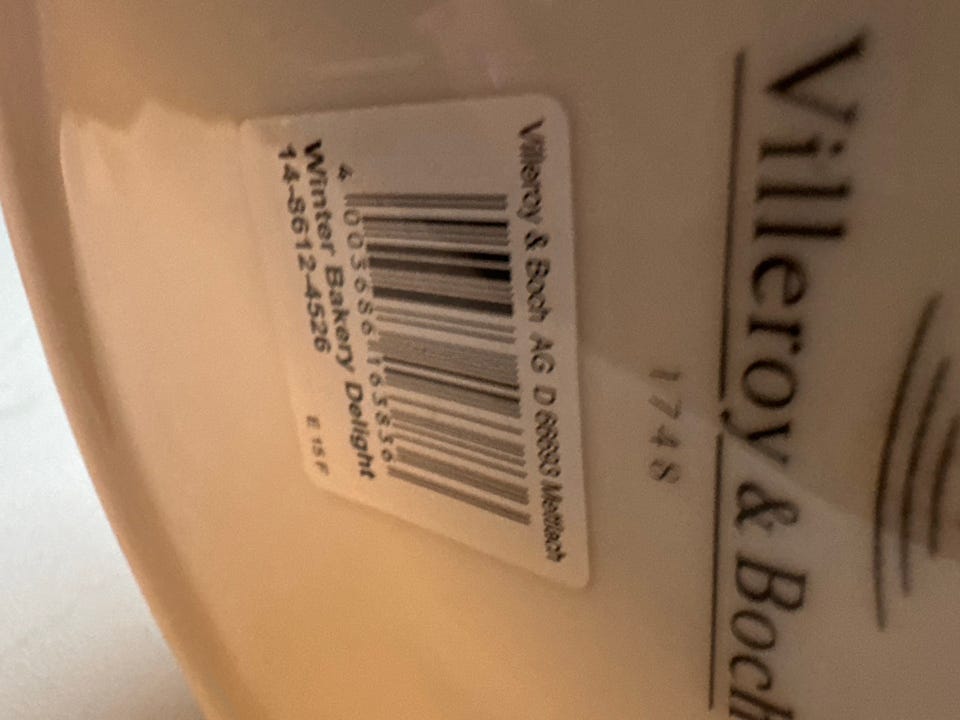 Villeroy & Boch
1748
Villeroy & Boch AG D 66693 Mettlach
4 003686 163836
Winter Bakery Delight
14-8612-4526
E 15 F